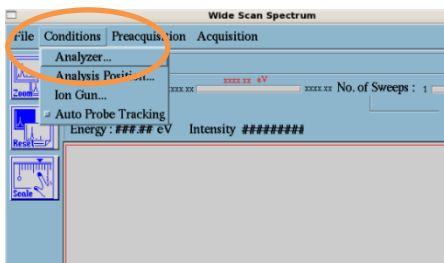 Wide Scan Spectrum
File Conditions Preacquisition Acquisition
Analyzer...
Analysis Position...
Ion Gun...
Auto Probe Tracking
Zoom
xxx.xx xxxx.xx eV xxxx.xx No. of Sweeps : 1
Energy : ###.## eV Intensity #########
Reset
Scale